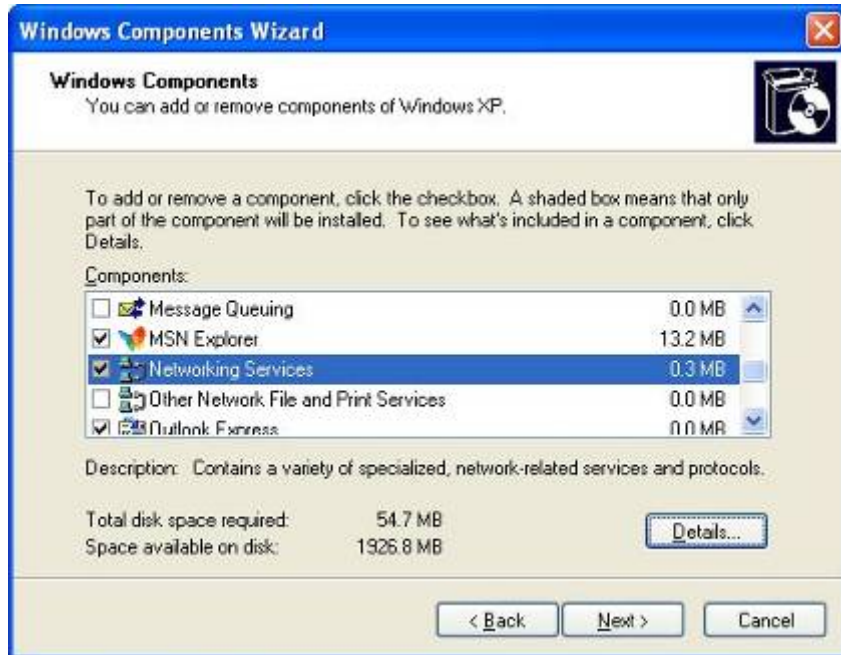 Windows Components Wizard
Windows Components
You can add or remove components of Windows XP.
To add or remove a component, click the checkbox. A shaded box means that only
part of the component will be installed. To see what's included in a component, click
Details.
Components:
Message Queuing 0.0 MB
MSN Explorer 13.2 MB
Networking Services 0.3 MB
Other Network File and Print Services 0.0 MB
Outlook Express 0.0 MB
Description: Contains a variety of specialized, network-related services and protocols.
Total disk space required: 54.7 MB
Space available on disk: 1926.8 MB
Details...
< Back Next > Cancel